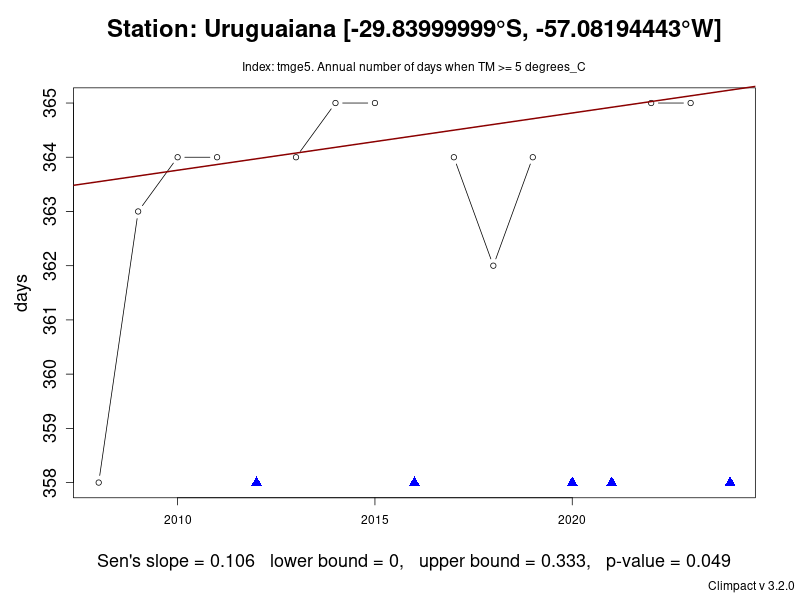 Station: Uruguaiana [-29.83999999°S, -57.08194443°W]
Index: tmge5. Annual number of days when TM >= 5 degrees_C
365
364
363
362
361
360
359
358
days
2010 2015 2020
Sen's slope = 0.106 lower bound = 0, upper bound = 0.333, p-value = 0.049
Climpact v 3.2.0